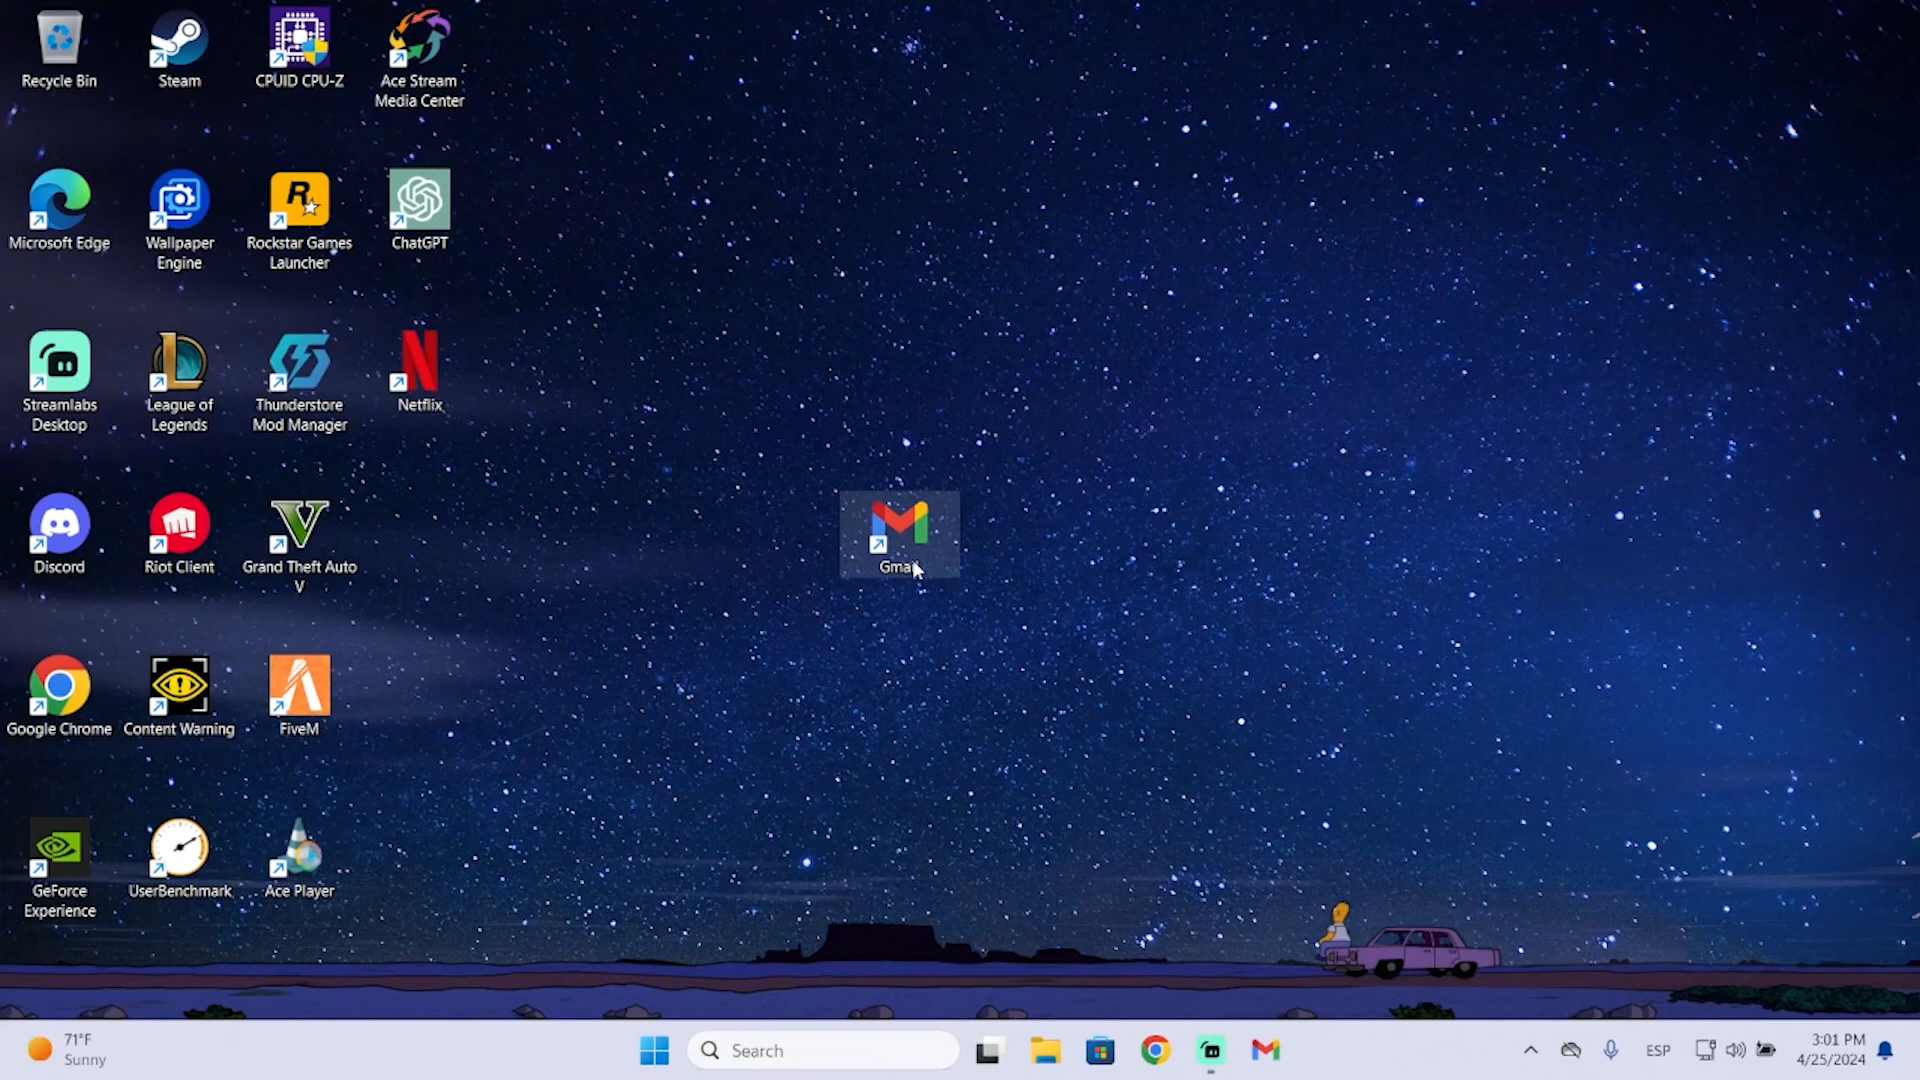 Recycle Bin
Steam
CPUID CPU-Z
Ace Stream
Media Center
Microsoft Edge
Wallpaper
Engine
Rockstar Games
Launcher
ChatGPT
Streamlabs
Desktop
League of
Legends
Thunderstore
Mod Manager
Netflix
Discord
Riot Client
Grand Theft Auto
V
Gmail
Google Chrome
Content Warning
FiveM
GeForce
Experience
UserBenchmark
Ace Player
71°F
Sunny
Search
ESP
3:01 PM
4/25/2024